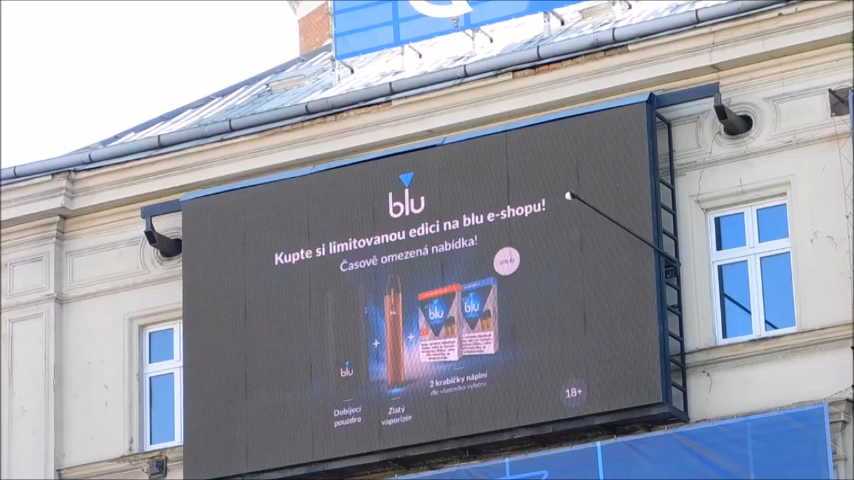 blu
Kupte si limitovanou edici na blu e-shopu!
Časově omezená nabídka!
blu
blu
blu
+
+
Dobíjecí
pouzdro
Zlatý
vaporizér
2 krabičky náplní
dle vlastního výběru
18+